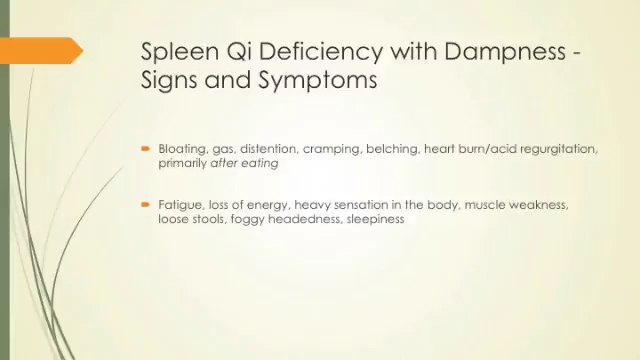 Spleen Qi Deficiency with Dampness -
Signs and Symptoms
Bloating, gas, distention, cramping, belching, heart burn/acid regurgitation,
primarily after eating
Fatigue, loss of energy, heavy sensation in the body, muscle weakness,
loose stools, foggy headedness, sleepiness